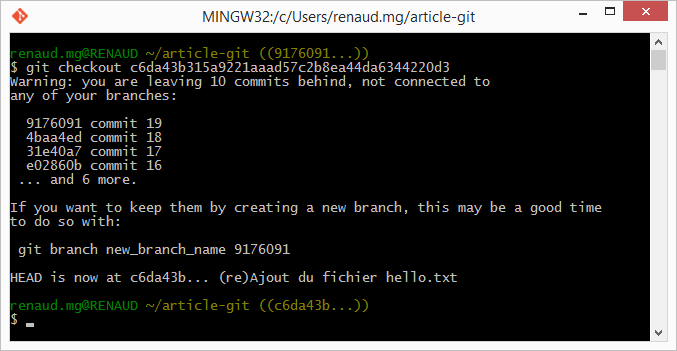 MINGW32:/c/Users/renaud.mg/article-git
renaud.mg@RENAUD ~/article-git ((9176091...))
$ git checkout c6da43b315a9221aaad57c2b8ea44da6344220d3
Warning: you are leaving 10 commits behind, not connected to
any of your branches:
9176091 commit 19
4baa4ed commit 18
31e40a7 commit 17
e02860b commit 16
... and 6 more.
If you want to keep them by creating a new branch, this may be a good time
to do so with:
git branch new_branch_name 9176091
HEAD is now at c6da43b... (re)Ajout du fichier hello.txt
renaud.mg@RENAUD ~/article-git ((c6da43b...))
$